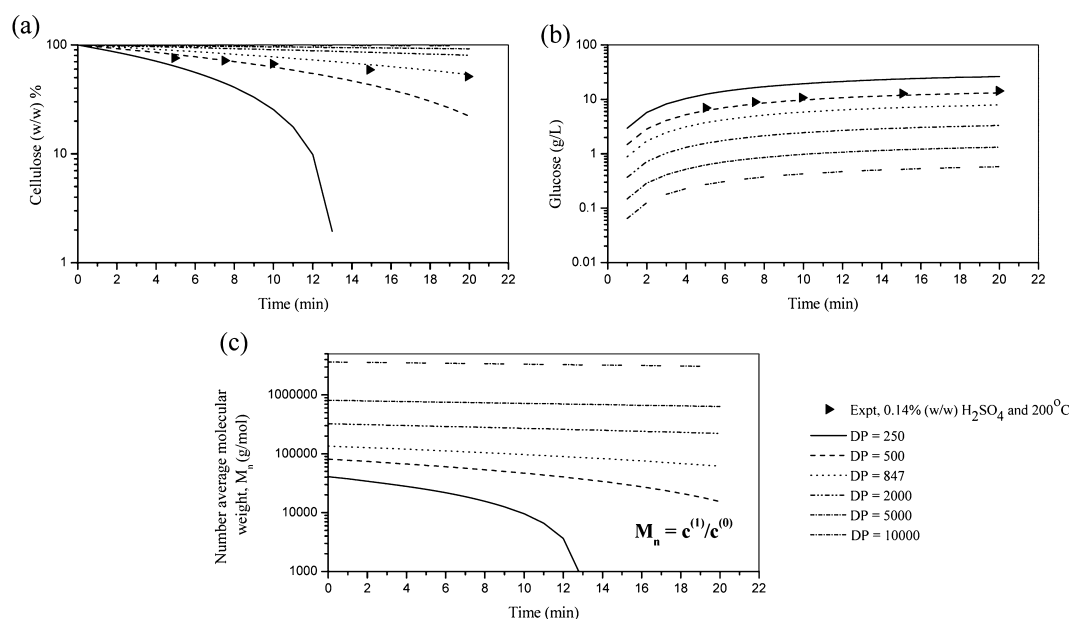 (a)
100
10
1
Cellulose (w/w) %
0 2 4 6 8 10 12 14 16 18 20 22
Time (min)
(b)
100
10
1
0.1
0.01
Glucose (g/L)
0 2 4 6 8 10 12 14 16 18 20 22
Time (min)
(c)
1000000
100000
10000
1000
Number average molecular
weight, Mₙ (g/mol)
Mₙ = c⁽¹⁾/c⁽⁰⁾
0 2 4 6 8 10 12 14 16 18 20 22
Time (min)
Expt, 0.14% (w/w) H₂SO₄ and 200°C
DP = 250
DP = 500
DP = 847
DP = 2000
DP = 5000
DP = 10000